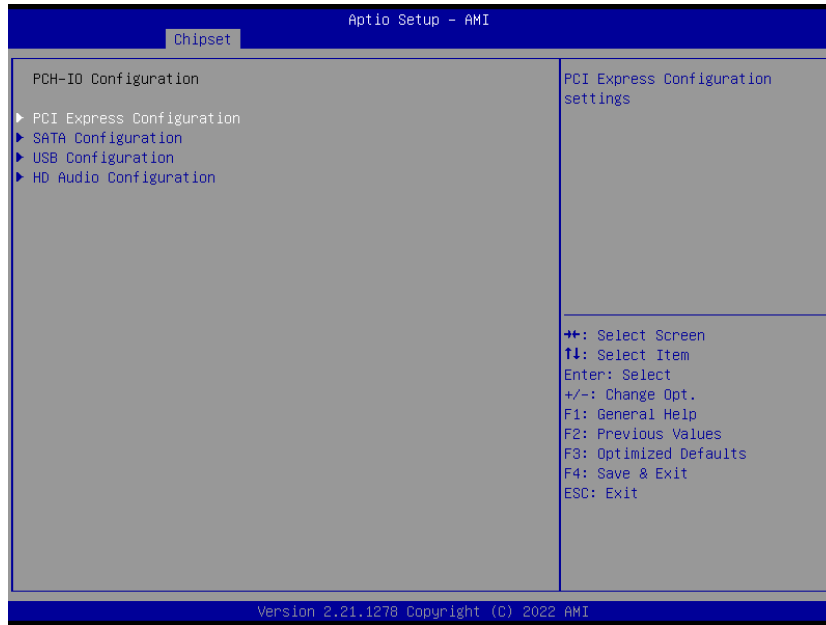 Aptio Setup - AMI
Chipset
PCH-IO Configuration
▶ PCI Express Configuration
▶ SATA Configuration
▶ USB Configuration
▶ HD Audio Configuration
PCI Express Configuration
settings
→←: Select Screen
↑↓: Select Item
Enter: Select
+/-: Change Opt.
F1: General Help
F2: Previous Values
F3: Optimized Defaults
F4: Save & Exit
ESC: Exit
Version 2.21.1278 Copyright (C) 2022 AMI